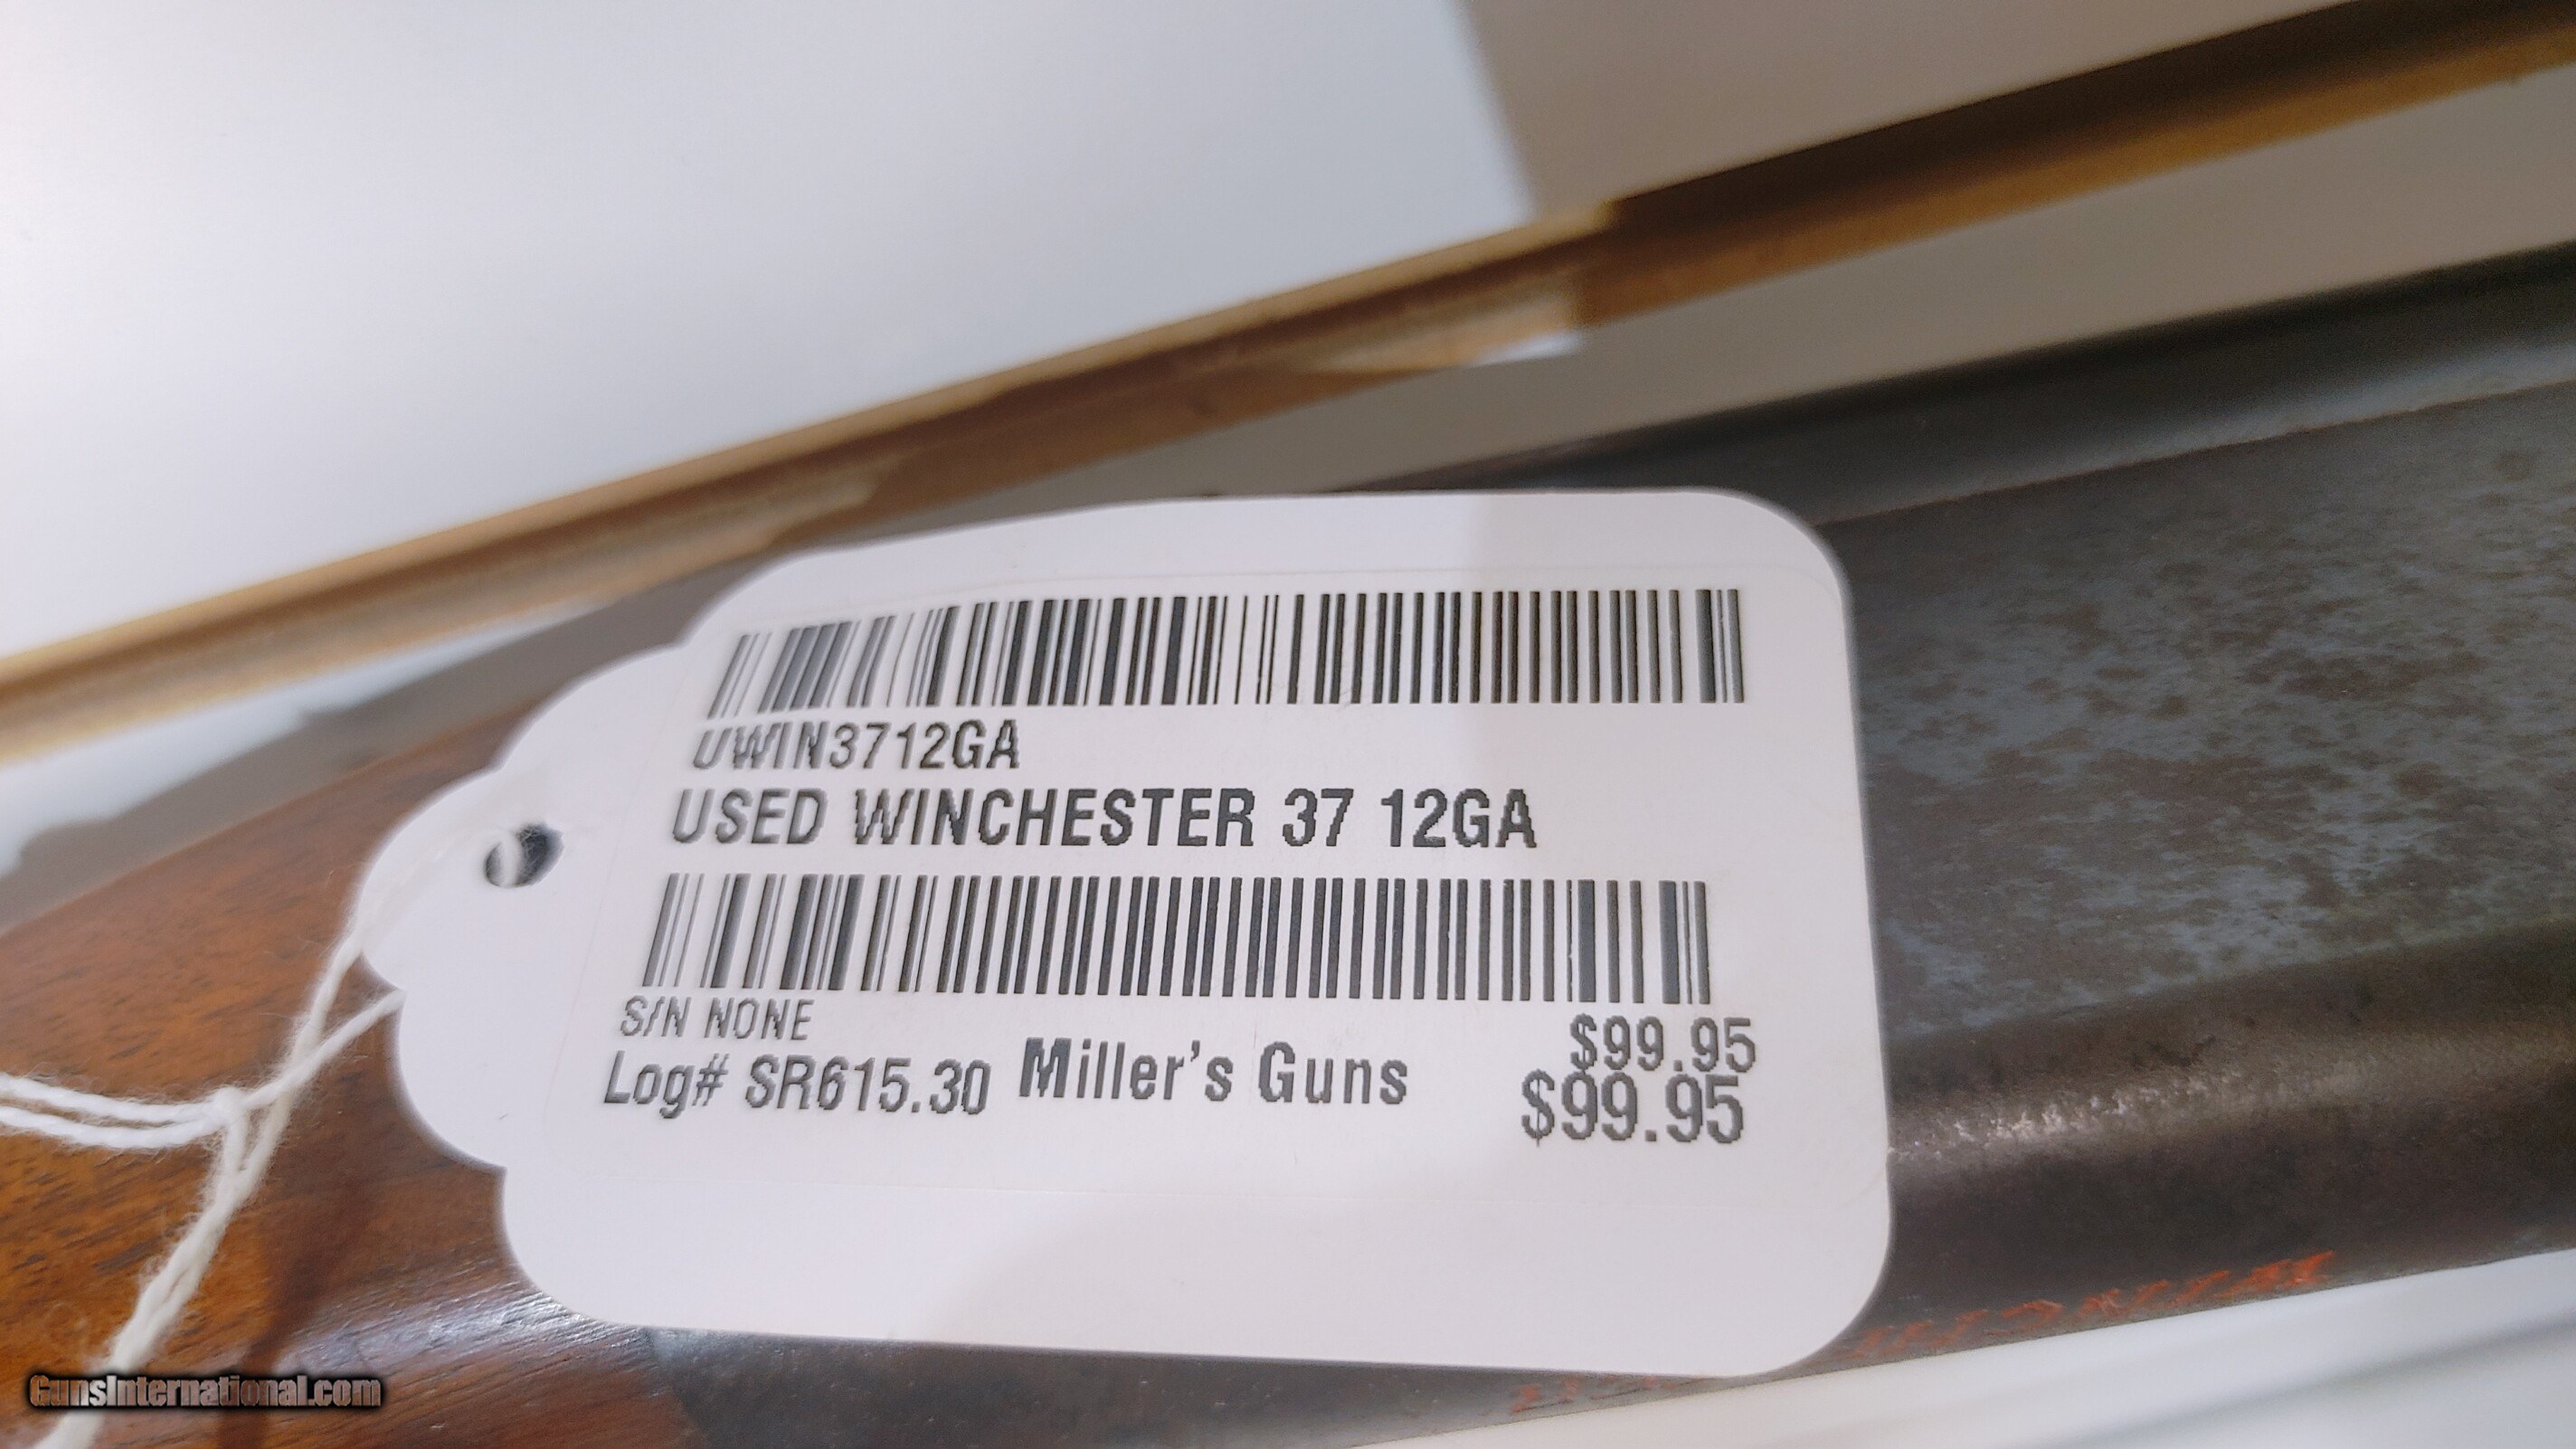 UWIN3712GA
USED WINCHESTER 37 12GA
S/N NONE
$99.95
Log# SR615.30 Miller's Guns $99.95
GunsInternational.com